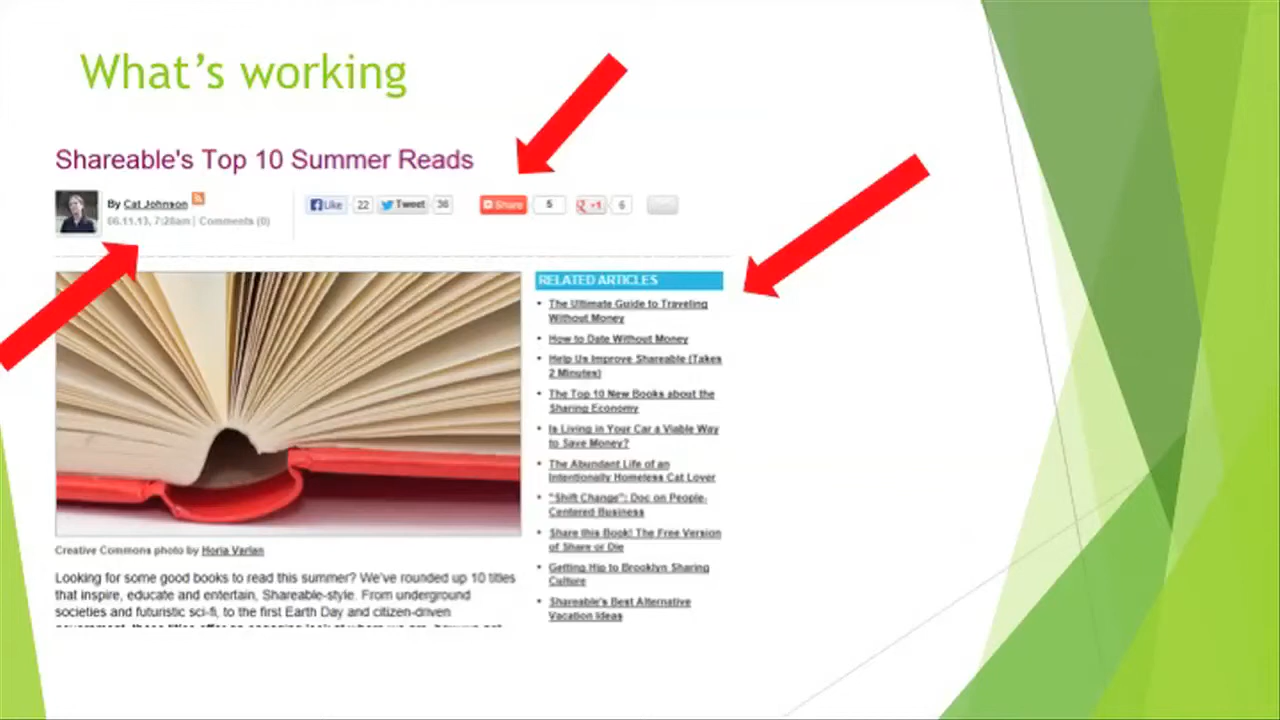 What's working
Shareable's Top 10 Summer Reads
By Cat Johnson
06.11.13, 7:28am | Comments (0)
Like 22 Tweet 36 Share 5 +1 6
RELATED ARTICLES
• The Ultimate Guide to Traveling
Without Money
• How to Date Without Money
• Help Us Improve Shareable (Takes
2 Minutes)
• The Top 10 New Books about the
Sharing Economy
• Is Living in Your Car a Viable Way
to Save Money?
• The Abundant Life of an
Intentionally Homeless Cat Lover
• "Shift Change": Doc on People-
Centered Business
• Share this Book! The Free Version
of Share or Die
• Getting Hip to Brooklyn Sharing
Culture
• Shareable's Best Alternative
Vacation Ideas
Creative Commons photo by Horia Varlan
Looking for some good books to read this summer? We've rounded up 10 titles
that inspire, educate and entertain, Shareable-style. From underground
societies and futuristic sci-fi, to the first Earth Day and citizen-driven